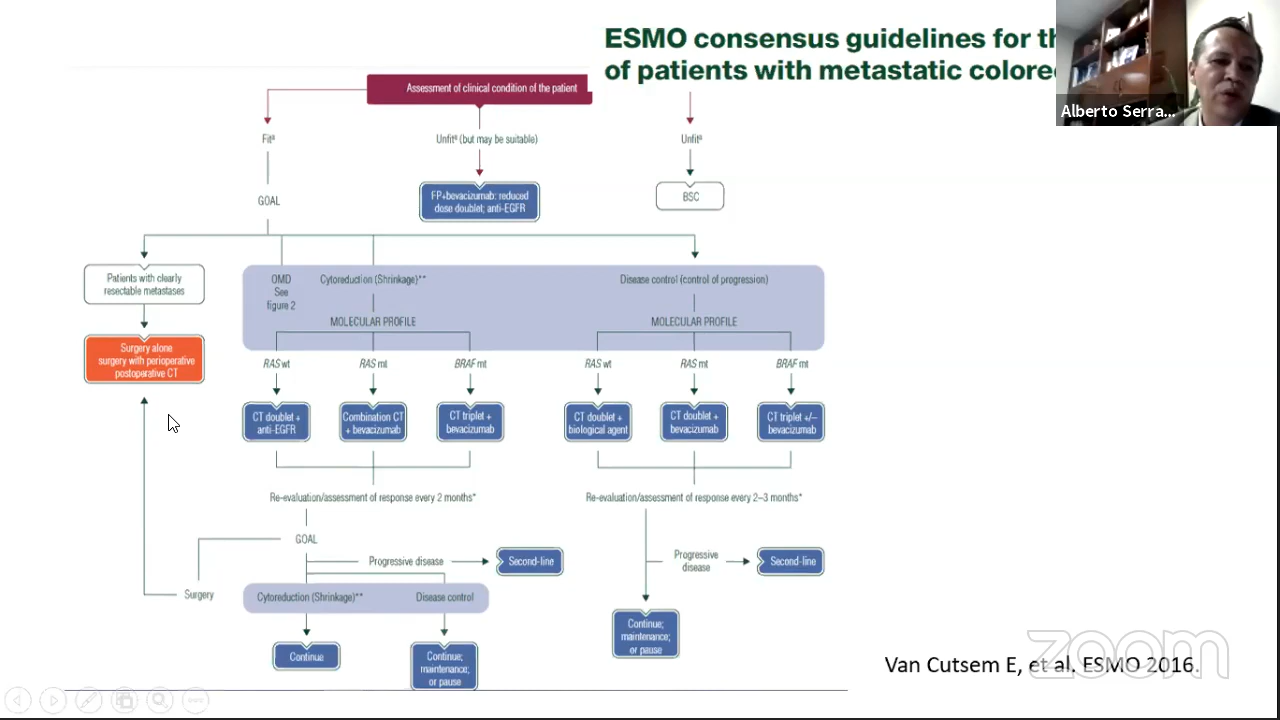 ESMO consensus guidelines for th
of patients with metastatic colore
Alberto Serra...
Assessment of clinical condition of the patient
Fitª
Unfitª (but may be suitable)
Unfitª
GOAL
FP+bevacizumab: reduced
dose doublet; anti-EGFR
BSC
Patients with clearly
resectable metastases
OMD
See
figure 2
Cytoreduction (Shrinkage)**
Disease control (control of progression)
MOLECULAR PROFILE
MOLECULAR PROFILE
Surgery alone
surgery with perioperative
postoperative CT
RAS wt
RAS mt
BRAF mt
RAS wt
RAS mt
BRAF mt
CT doublet +
anti-EGFR
Combination CT
+ bevacizumab
CT triplet +
bevacizumab
CT doublet +
biological agent
CT doublet +
bevacizumab
CT triplet +/–
bevacizumab
Re-evaluation/assessment of response every 2 months*
Re-evaluation/assessment of response every 2–3 months*
GOAL
Progressive disease
Second-line
Progressive
disease
Second-line
Surgery
Cytoreduction (Shrinkage)**
Disease control
Continue
Continue;
maintenance;
or pause
Continue;
maintenance;
or pause
zoom
Van Cutsem E, et al. ESMO 2016.